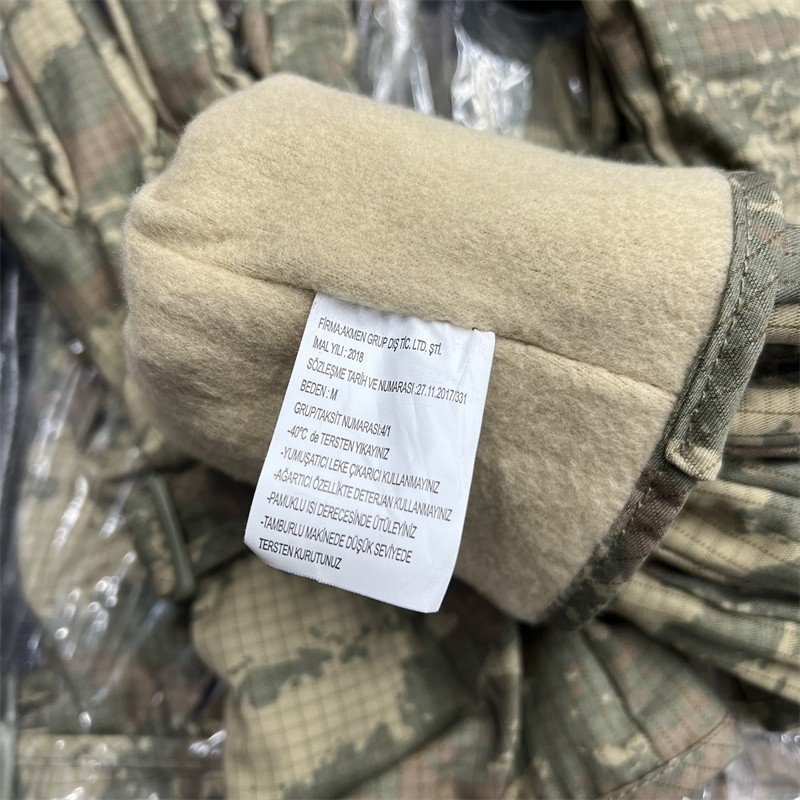 FİRMA:AKMEN GRUP DIŞ TİC. LTD. ŞTİ.
İMAL YILI : 2018
SÖZLEŞME TARİH VE NUMARASI :27.11.2017/331
BEDEN : M
GRUP/TAKSİT NUMARASI:4/1
-40°C de TERSTEN YIKAYINIZ
-YUMUŞATICI LEKE ÇIKARICI KULLANMAYINIZ
-AĞARTICI ÖZELLİKTE DETERJAN KULLANMAYINIZ
-PAMUKLU ISI DERECESİNDE ÜTÜLEYİNİZ
-TAMBURLU MAKİNEDE DÜŞÜK SEVİYEDE
TERSTEN KURUTUNUZ